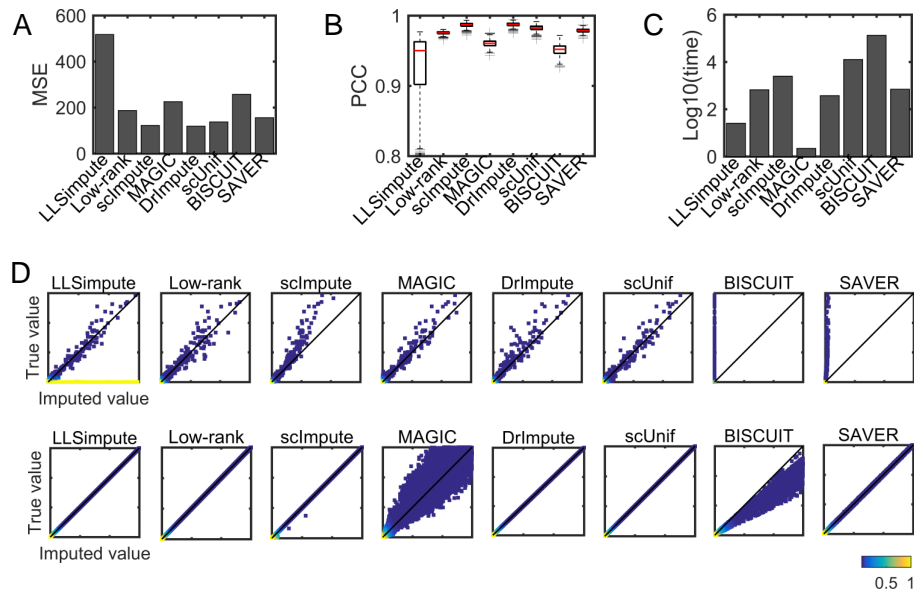 A
B
C
MSE
600
400
200
0
LLSimpute
Low-rank
scImpute
MAGIC
DrImpute
scUnif
BISCUIT
SAVER
PCC
1
0.9
0.8
LLSimpute
Low-rank
scImpute
MAGIC
DrImpute
scUnif
BISCUIT
SAVER
Log10(time)
6
4
2
0
LLSimpute
Low-rank
scImpute
MAGIC
DrImpute
scUnif
BISCUIT
SAVER
D
LLSimpute Low-rank scImpute MAGIC DrImpute scUnif BISCUIT SAVER
True value
Imputed value
LLSimpute Low-rank scImpute MAGIC DrImpute scUnif BISCUIT SAVER
True value
Imputed value
0.5 1